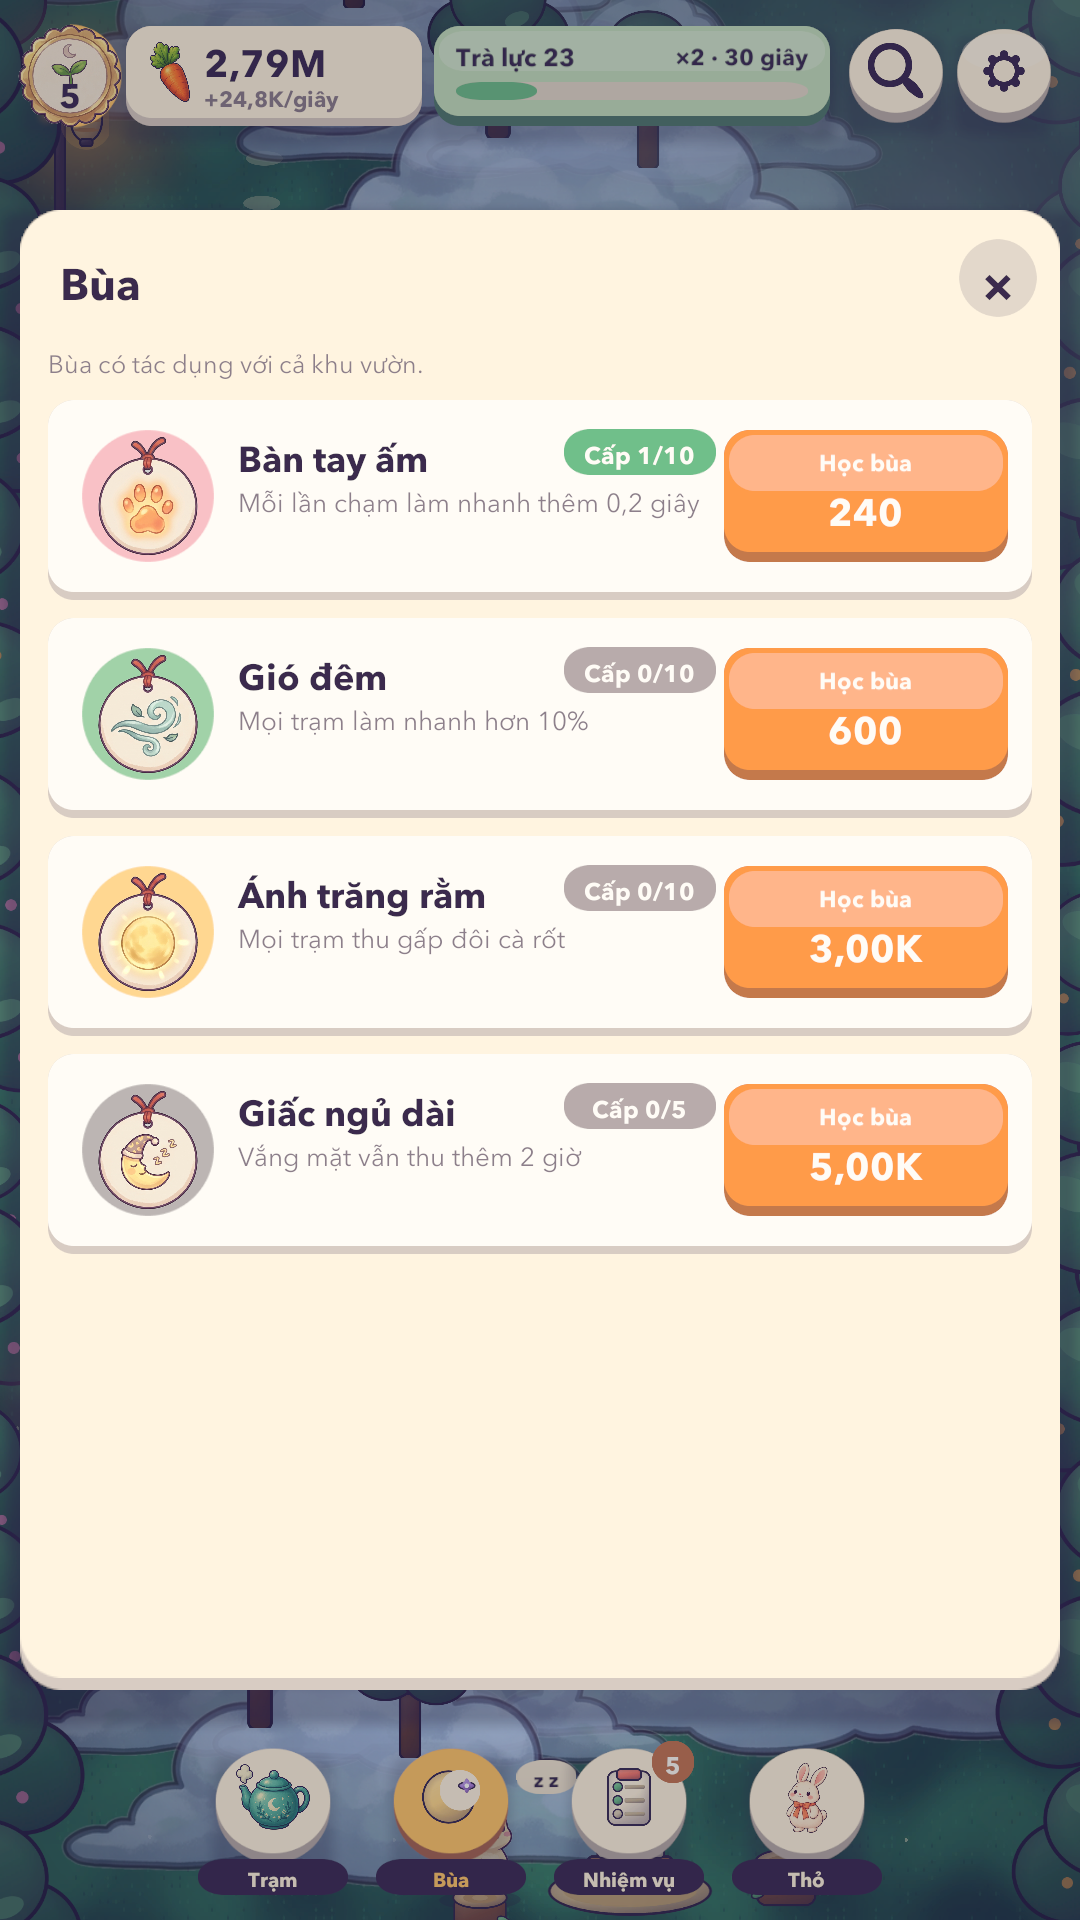 5
2,79M
+24,8K/giây
Trà lực 23
×2 · 30 giây
Bùa
×
Bùa có tác dụng với cả khu vườn.
Bàn tay ấm
Cấp 1/10
Mỗi lần chạm làm nhanh thêm 0,2 giây
Học bùa
240
Gió đêm
Cấp 0/10
Mọi trạm làm nhanh hơn 10%
Học bùa
600
Ánh trăng rằm
Cấp 0/10
Mọi trạm thu gấp đôi cà rốt
Học bùa
3,00K
Giấc ngủ dài
Cấp 0/5
Vắng mặt vẫn thu thêm 2 giờ
Học bùa
5,00K
z z
5
Trạm
Bùa
Nhiệm vụ
Thỏ